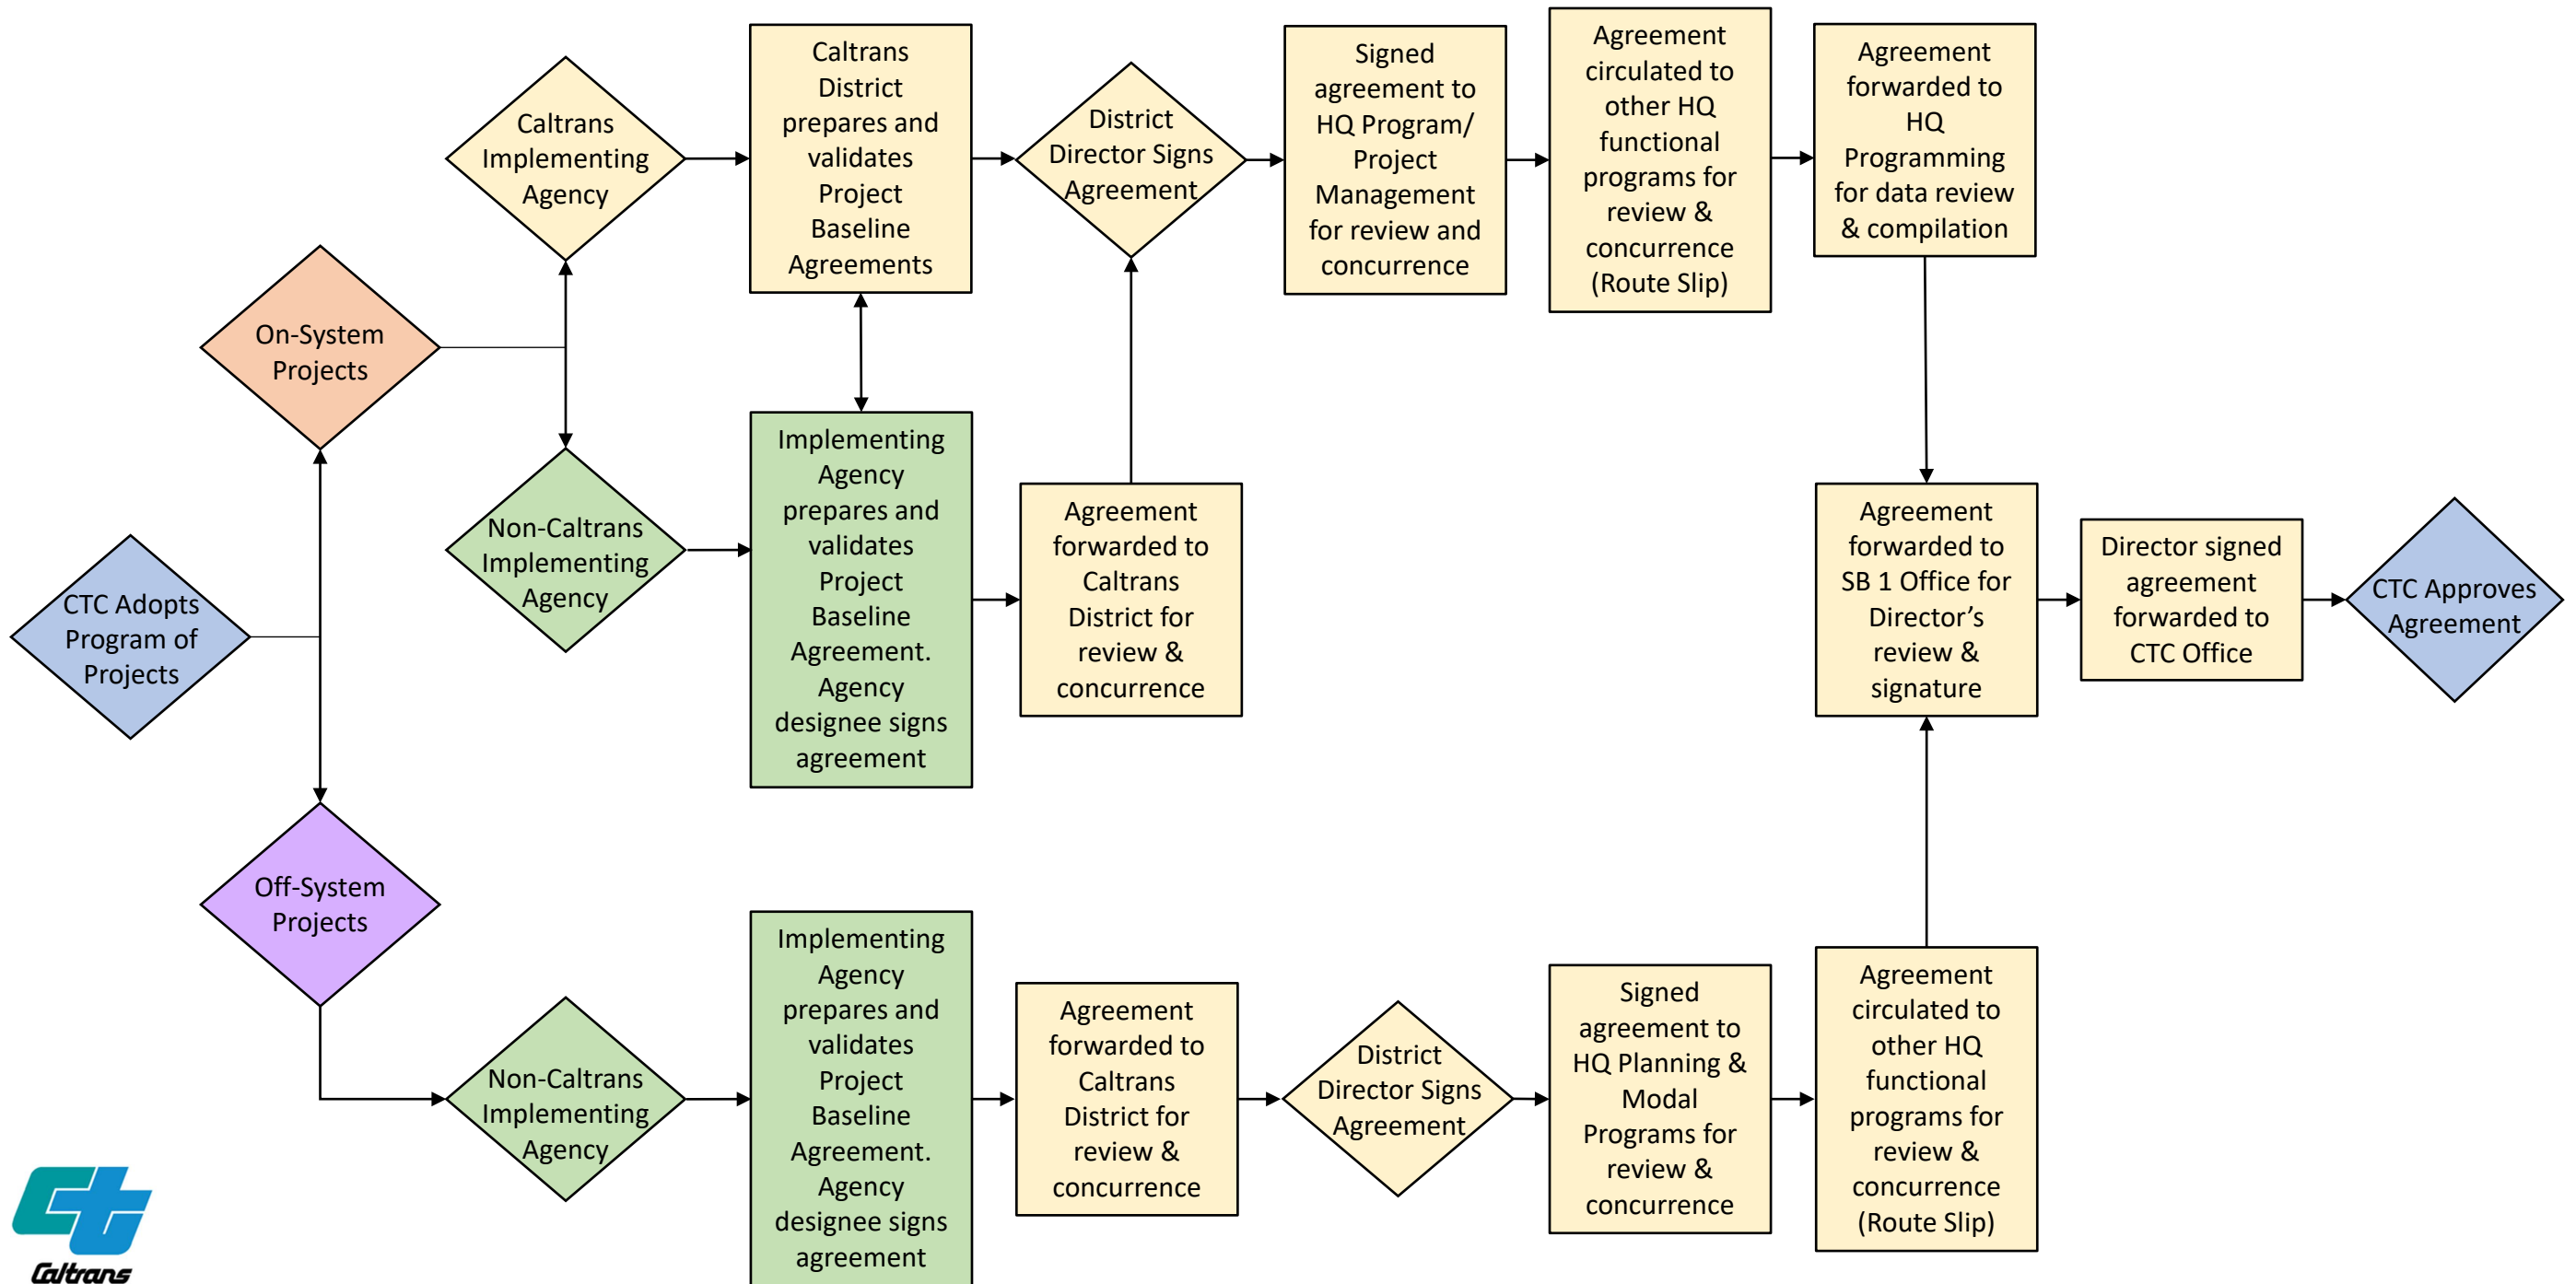 Caltrans
Implementing
Agency
Caltrans
District
prepares and
validates
Project
Baseline
Agreements
District
Director Signs
Agreement
Signed
agreement to
HQ Program/
Project
Management
for review and
concurrence
Agreement
circulated to
other HQ
functional
programs for
review &
concurrence
(Route Slip)
Agreement
forwarded to
HQ
Programming
for data review
& compilation
On-System
Projects
Non-Caltrans
Implementing
Agency
Implementing
Agency
prepares and
validates
Project
Baseline
Agreement.
Agency
designee signs
agreement
Agreement
forwarded to
Caltrans
District for
review &
concurrence
Agreement
forwarded to
SB 1 Office for
Director’s
review &
signature
Director signed
agreement
forwarded to
CTC Office
CTC Approves
Agreement
CTC Adopts
Program of
Projects
Off-System
Projects
Non-Caltrans
Implementing
Agency
Implementing
Agency
prepares and
validates
Project
Baseline
Agreement.
Agency
designee signs
agreement
Agreement
forwarded to
Caltrans
District for
review &
concurrence
District
Director Signs
Agreement
Signed
agreement to
HQ Planning &
Modal
Programs for
review &
concurrence
Agreement
circulated to
other HQ
functional
programs for
review &
concurrence
(Route Slip)
Caltrans